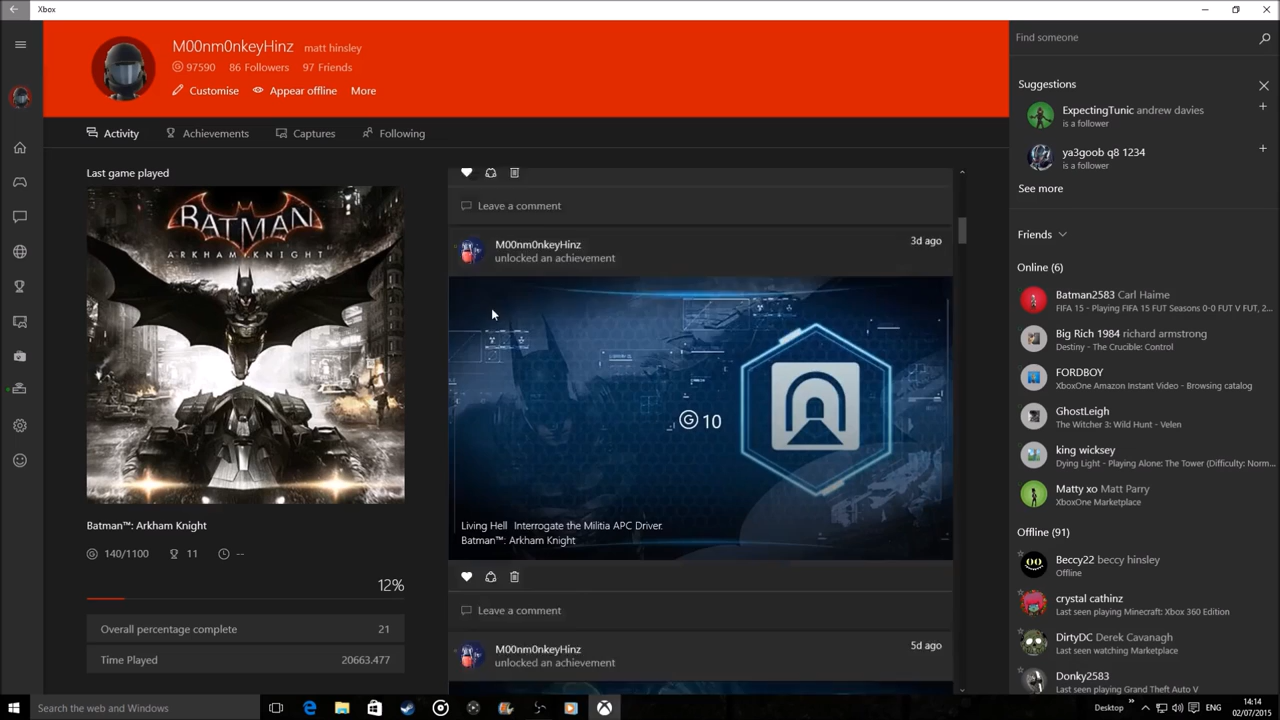 Xbox
M00nm0nkeyHinz matt hinsley
97590 86 Followers 97 Friends
Customise Appear offline More
Activity Achievements Captures Following
Last game played
BATMAN
ARKHAM KNIGHT
Batman™: Arkham Knight
140/1100 11 --
12%
Overall percentage complete 21
Time Played 20663.477
Leave a comment
M00nm0nkeyHinz 3d ago
unlocked an achievement
G 10
Living Hell Interrogate the Militia APC Driver.
Batman™: Arkham Knight
Leave a comment
M00nm0nkeyHinz 5d ago
unlocked an achievement
Find someone
Suggestions
ExpectingTunic andrew davies
is a follower
ya3goob q8 1234
is a follower
See more
Friends
Online (6)
Batman2583 Carl Haime
FIFA 15 - Playing FIFA 15 FUT Seasons 0-0 FUT V FUT, 2...
Big Rich 1984 richard armstrong
Destiny - The Crucible: Control
FORDBOY
XboxOne Amazon Instant Video - Browsing catalog
GhostLeigh
The Witcher 3: Wild Hunt - Velen
king wicksey
Dying Light - Playing Alone: The Tower (Difficulty: Norm...
Matty xo Matt Parry
XboxOne Marketplace
Offline (91)
Beccy22 beccy hinsley
Offline
crystal cathinz
Last seen playing Minecraft: Xbox 360 Edition
DirtyDC Derek Cavanagh
Last seen watching Marketplace
Donky2583
Last seen playing Grand Theft Auto V
Search the web and Windows
Desktop ENG 14:14
02/07/2015